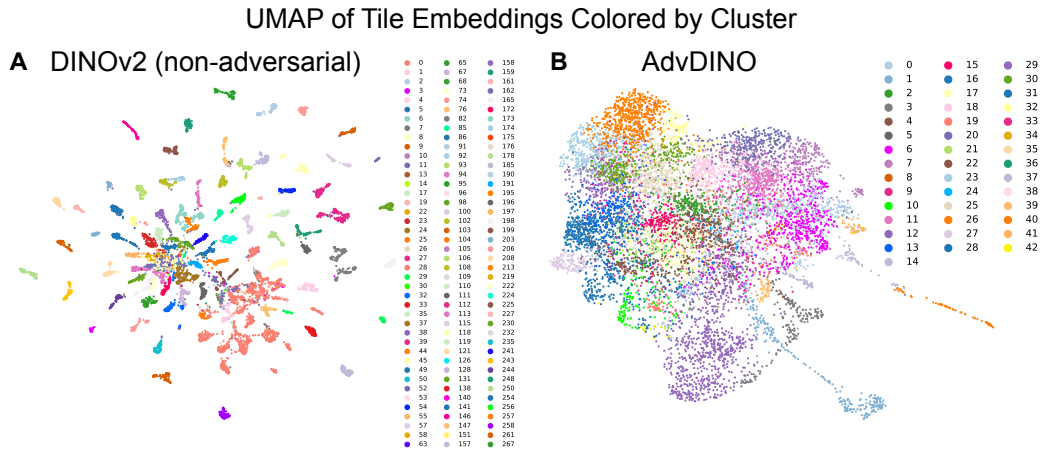 UMAP of Tile Embeddings Colored by Cluster
A DINOv2 (non-adversarial)
0 65 158
1 67 159
2 68 161
3 73 162
4 74 165
5 76 172
6 82 173
7 85 174
8 86 175
9 91 176
10 92 178
11 93 185
13 94 190
14 95 191
17 96 195
19 98 196
22 100 197
23 102 198
24 103 199
25 104 203
26 105 206
27 106 208
28 108 213
29 109 219
30 110 222
32 111 224
33 112 225
35 113 227
37 115 230
38 118 232
39 119 235
44 121 241
45 126 243
49 128 244
50 131 248
52 138 250
53 140 254
54 141 256
55 146 257
57 147 258
58 151 261
63 157 267
B AdvDINO
0 15 29
1 16 30
2 17 31
3 18 32
4 19 33
5 20 34
6 21 35
7 22 36
8 23 37
9 24 38
10 25 39
11 26 40
12 27 41
13 28 42
14